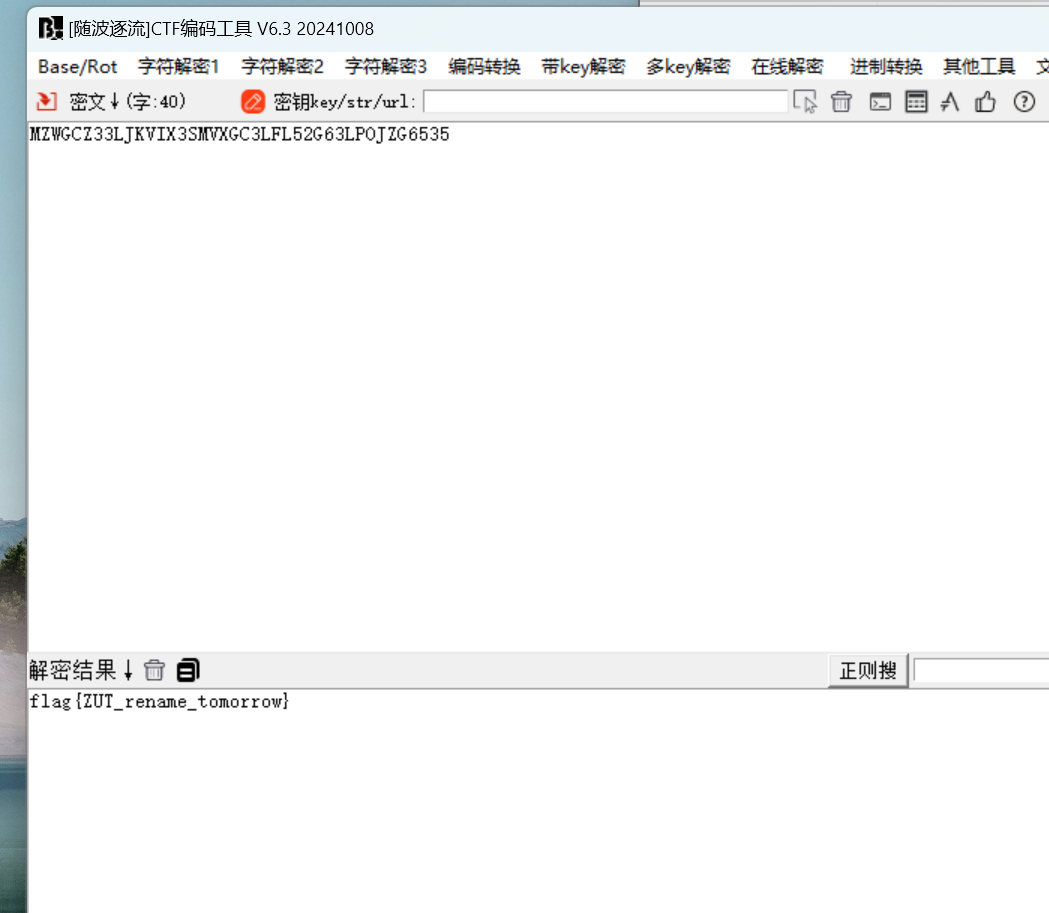 [随波逐流]CTF编码工具 V6.3 20241008
Base/Rot 字符解密1 字符解密2 字符解密3 编码转换 带key解密 多key解密 在线解密 进制转换 其他工具 文
密文↓(字:40) 密钥key/str/url:
MZWGCZ33LJKVIX3SMVXGC3LFL52G63LPOJZG6535
解密结果↓ 正则搜
flag{ZUT_rename_tomorrow}